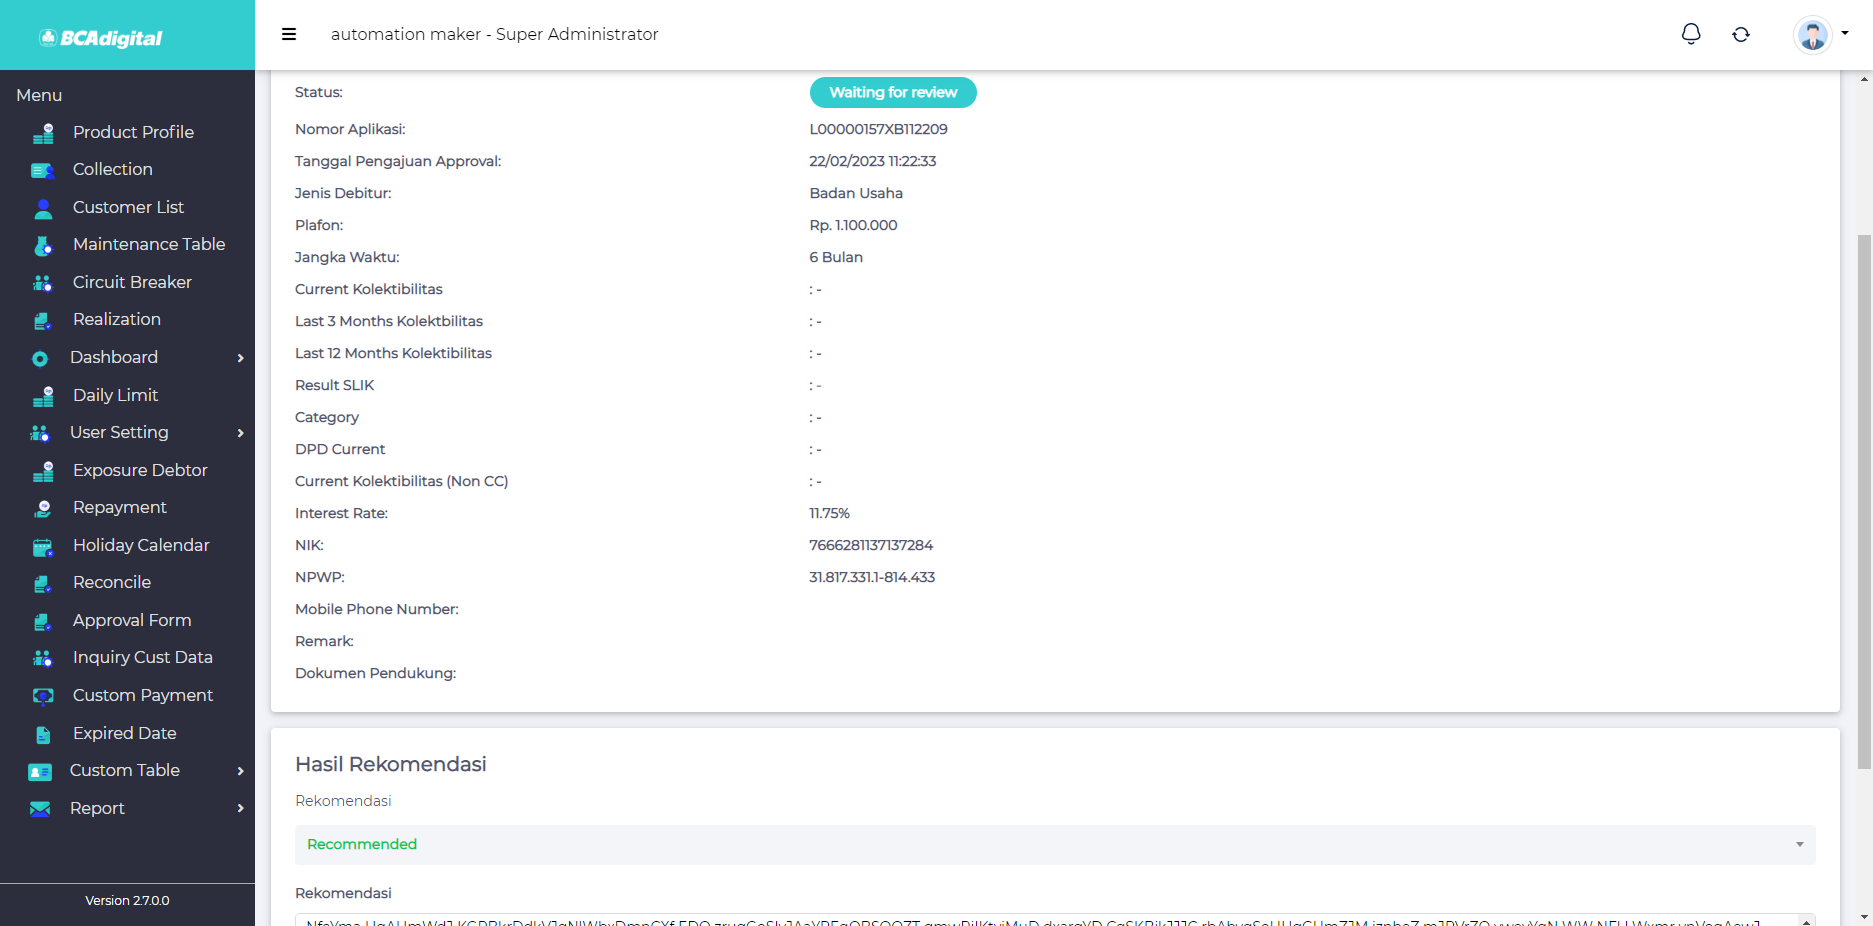 BCAdigital
automation maker - Super Administrator
Menu
Product Profile
Collection
Customer List
Maintenance Table
Circuit Breaker
Realization
Dashboard
Daily Limit
User Setting
Exposure Debtor
Repayment
Holiday Calendar
Reconcile
Approval Form
Inquiry Cust Data
Custom Payment
Expired Date
Custom Table
Report
Version 2.7.0.0
Status: Waiting for review
Nomor Aplikasi: L00000157XB112209
Tanggal Pengajuan Approval: 22/02/2023 11:22:33
Jenis Debitur: Badan Usaha
Plafon: Rp. 1.100.000
Jangka Waktu: 6 Bulan
Current Kolektibilitas : -
Last 3 Months Kolektbilitas : -
Last 12 Months Kolektibilitas : -
Result SLIK : -
Category : -
DPD Current : -
Current Kolektibilitas (Non CC) : -
Interest Rate: 11.75%
NIK: 7666281137137284
NPWP: 31.817.331.1-814.433
Mobile Phone Number:
Remark:
Dokumen Pendukung:
Hasil Rekomendasi
Rekomendasi
Recommended
Rekomendasi